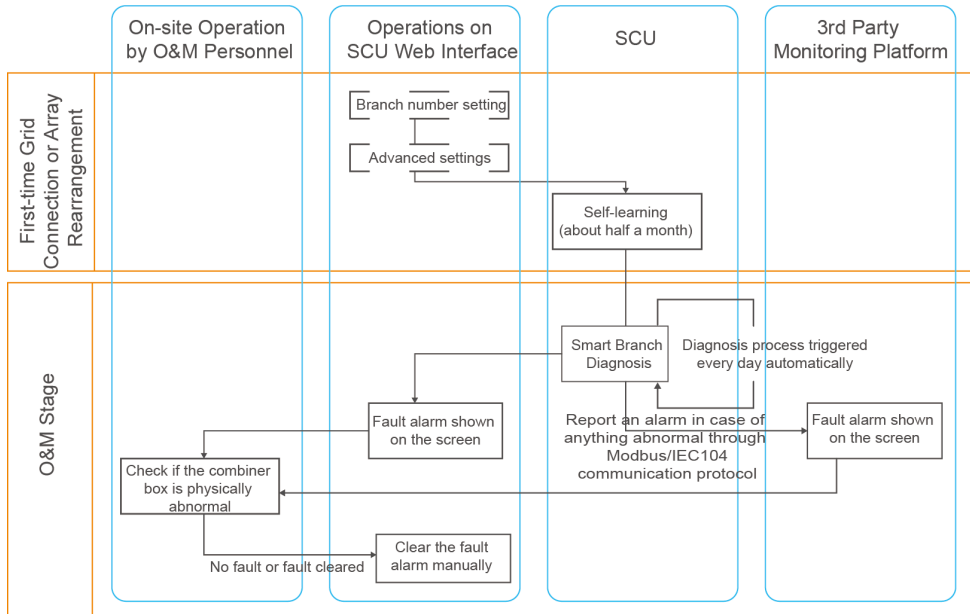 On-site Operation
by O&M Personnel
Operations on
SCU Web Interface
SCU
3rd Party
Monitoring Platform
First-time Grid
Connection or Array
Rearrangement
Branch number setting
Advanced settings
Self-learning
(about half a month)
O&M Stage
Smart Branch
Diagnosis
Diagnosis process triggered
every day automatically
Fault alarm shown
on the screen
Report an alarm in case of
anything abnormal through
Modbus/IEC104
communication protocol
Fault alarm shown
on the screen
Check if the combiner
box is physically
abnormal
No fault or fault cleared
Clear the fault
alarm manually